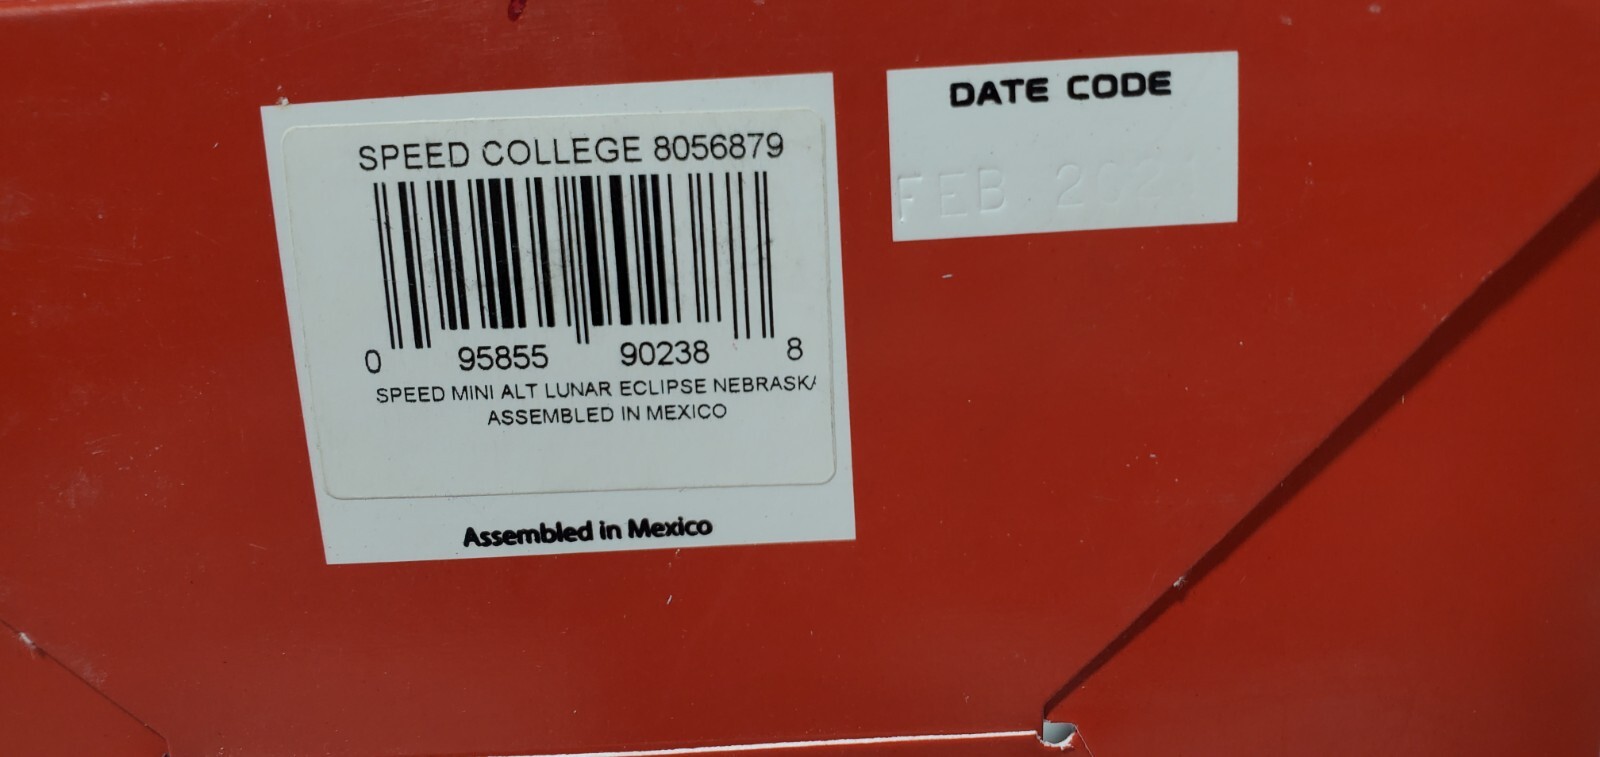 SPEED COLLEGE 8056879
0 95855 90238 8
SPEED MINI ALT LUNAR ECLIPSE NEBRASKA
ASSEMBLED IN MEXICO
Assembled in Mexico
DATE CODE
FEB